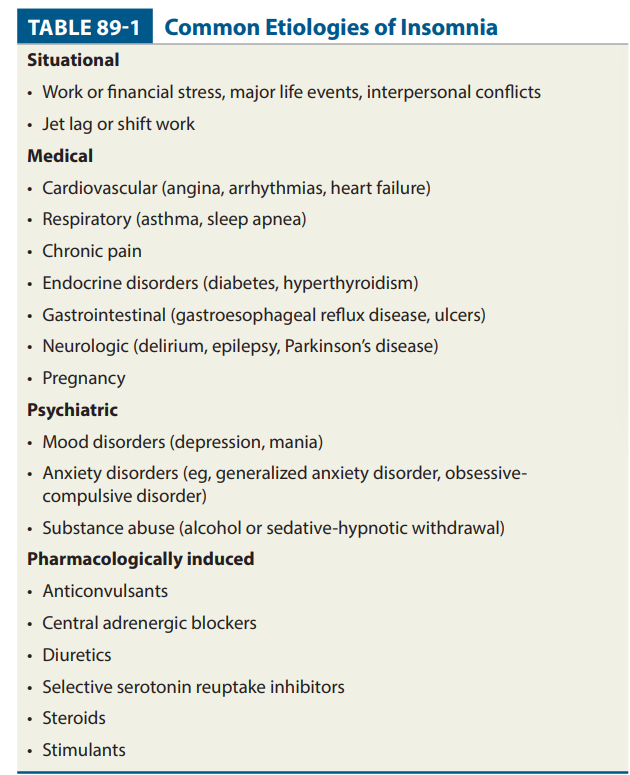 TABLE 89-1 Common Etiologies of Insomnia
Situational
• Work or financial stress, major life events, interpersonal conflicts
• Jet lag or shift work
Medical
• Cardiovascular (angina, arrhythmias, heart failure)
• Respiratory (asthma, sleep apnea)
• Chronic pain
• Endocrine disorders (diabetes, hyperthyroidism)
• Gastrointestinal (gastroesophageal reflux disease, ulcers)
• Neurologic (delirium, epilepsy, Parkinson’s disease)
• Pregnancy
Psychiatric
• Mood disorders (depression, mania)
• Anxiety disorders (eg, generalized anxiety disorder, obsessive-
compulsive disorder)
• Substance abuse (alcohol or sedative-hypnotic withdrawal)
Pharmacologically induced
• Anticonvulsants
• Central adrenergic blockers
• Diuretics
• Selective serotonin reuptake inhibitors
• Steroids
• Stimulants